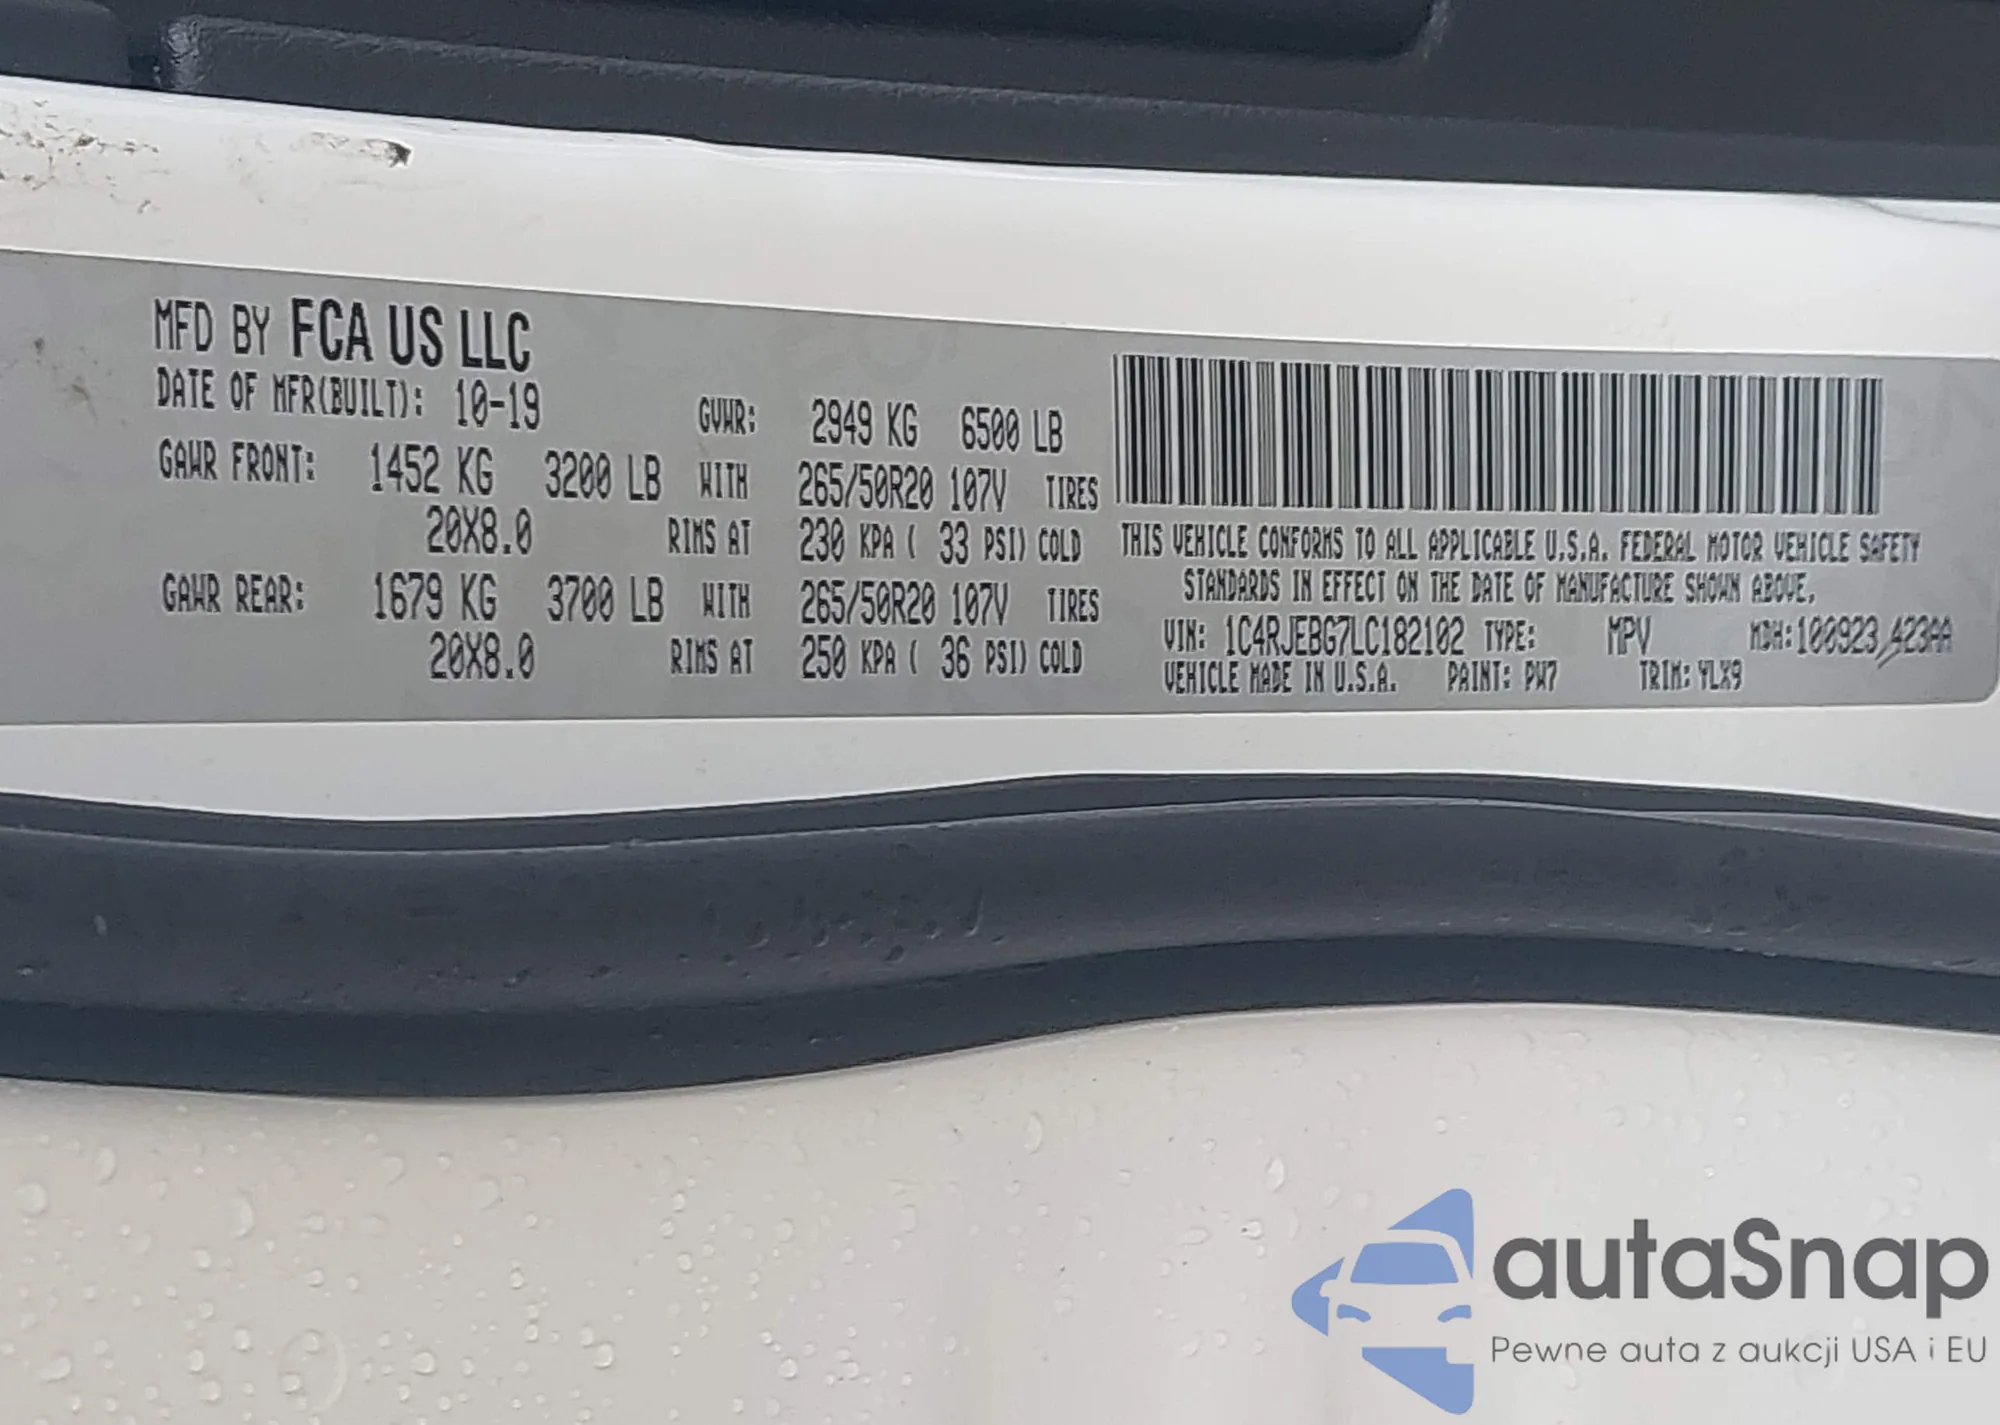 MFD BY FCA US LLC
DATE OF MFR(BUILT): 10-19 GVWR: 2949 KG 6500 LB
GAWR FRONT: 1452 KG 3200 LB WITH 265/50R20 107V TIRES
20X8.0 RIMS AT 230 KPA ( 33 PSI) COLD
GAWR REAR: 1679 KG 3700 LB WITH 265/50R20 107V TIRES
20X8.0 RIMS AT 250 KPA ( 36 PSI) COLD
THIS VEHICLE CONFORMS TO ALL APPLICABLE U.S.A. FEDERAL MOTOR VEHICLE SAFETY
STANDARDS IN EFFECT ON THE DATE OF MANUFACTURE SHOWN ABOVE.
VIN: 1C4RJEBG7LC182102 TYPE: MPV MDH:100923 423AA
VEHICLE MADE IN U.S.A. PAINT: PW7 TRIM: YLX9
autaSnap
Pewne auta z aukcji USA i EU